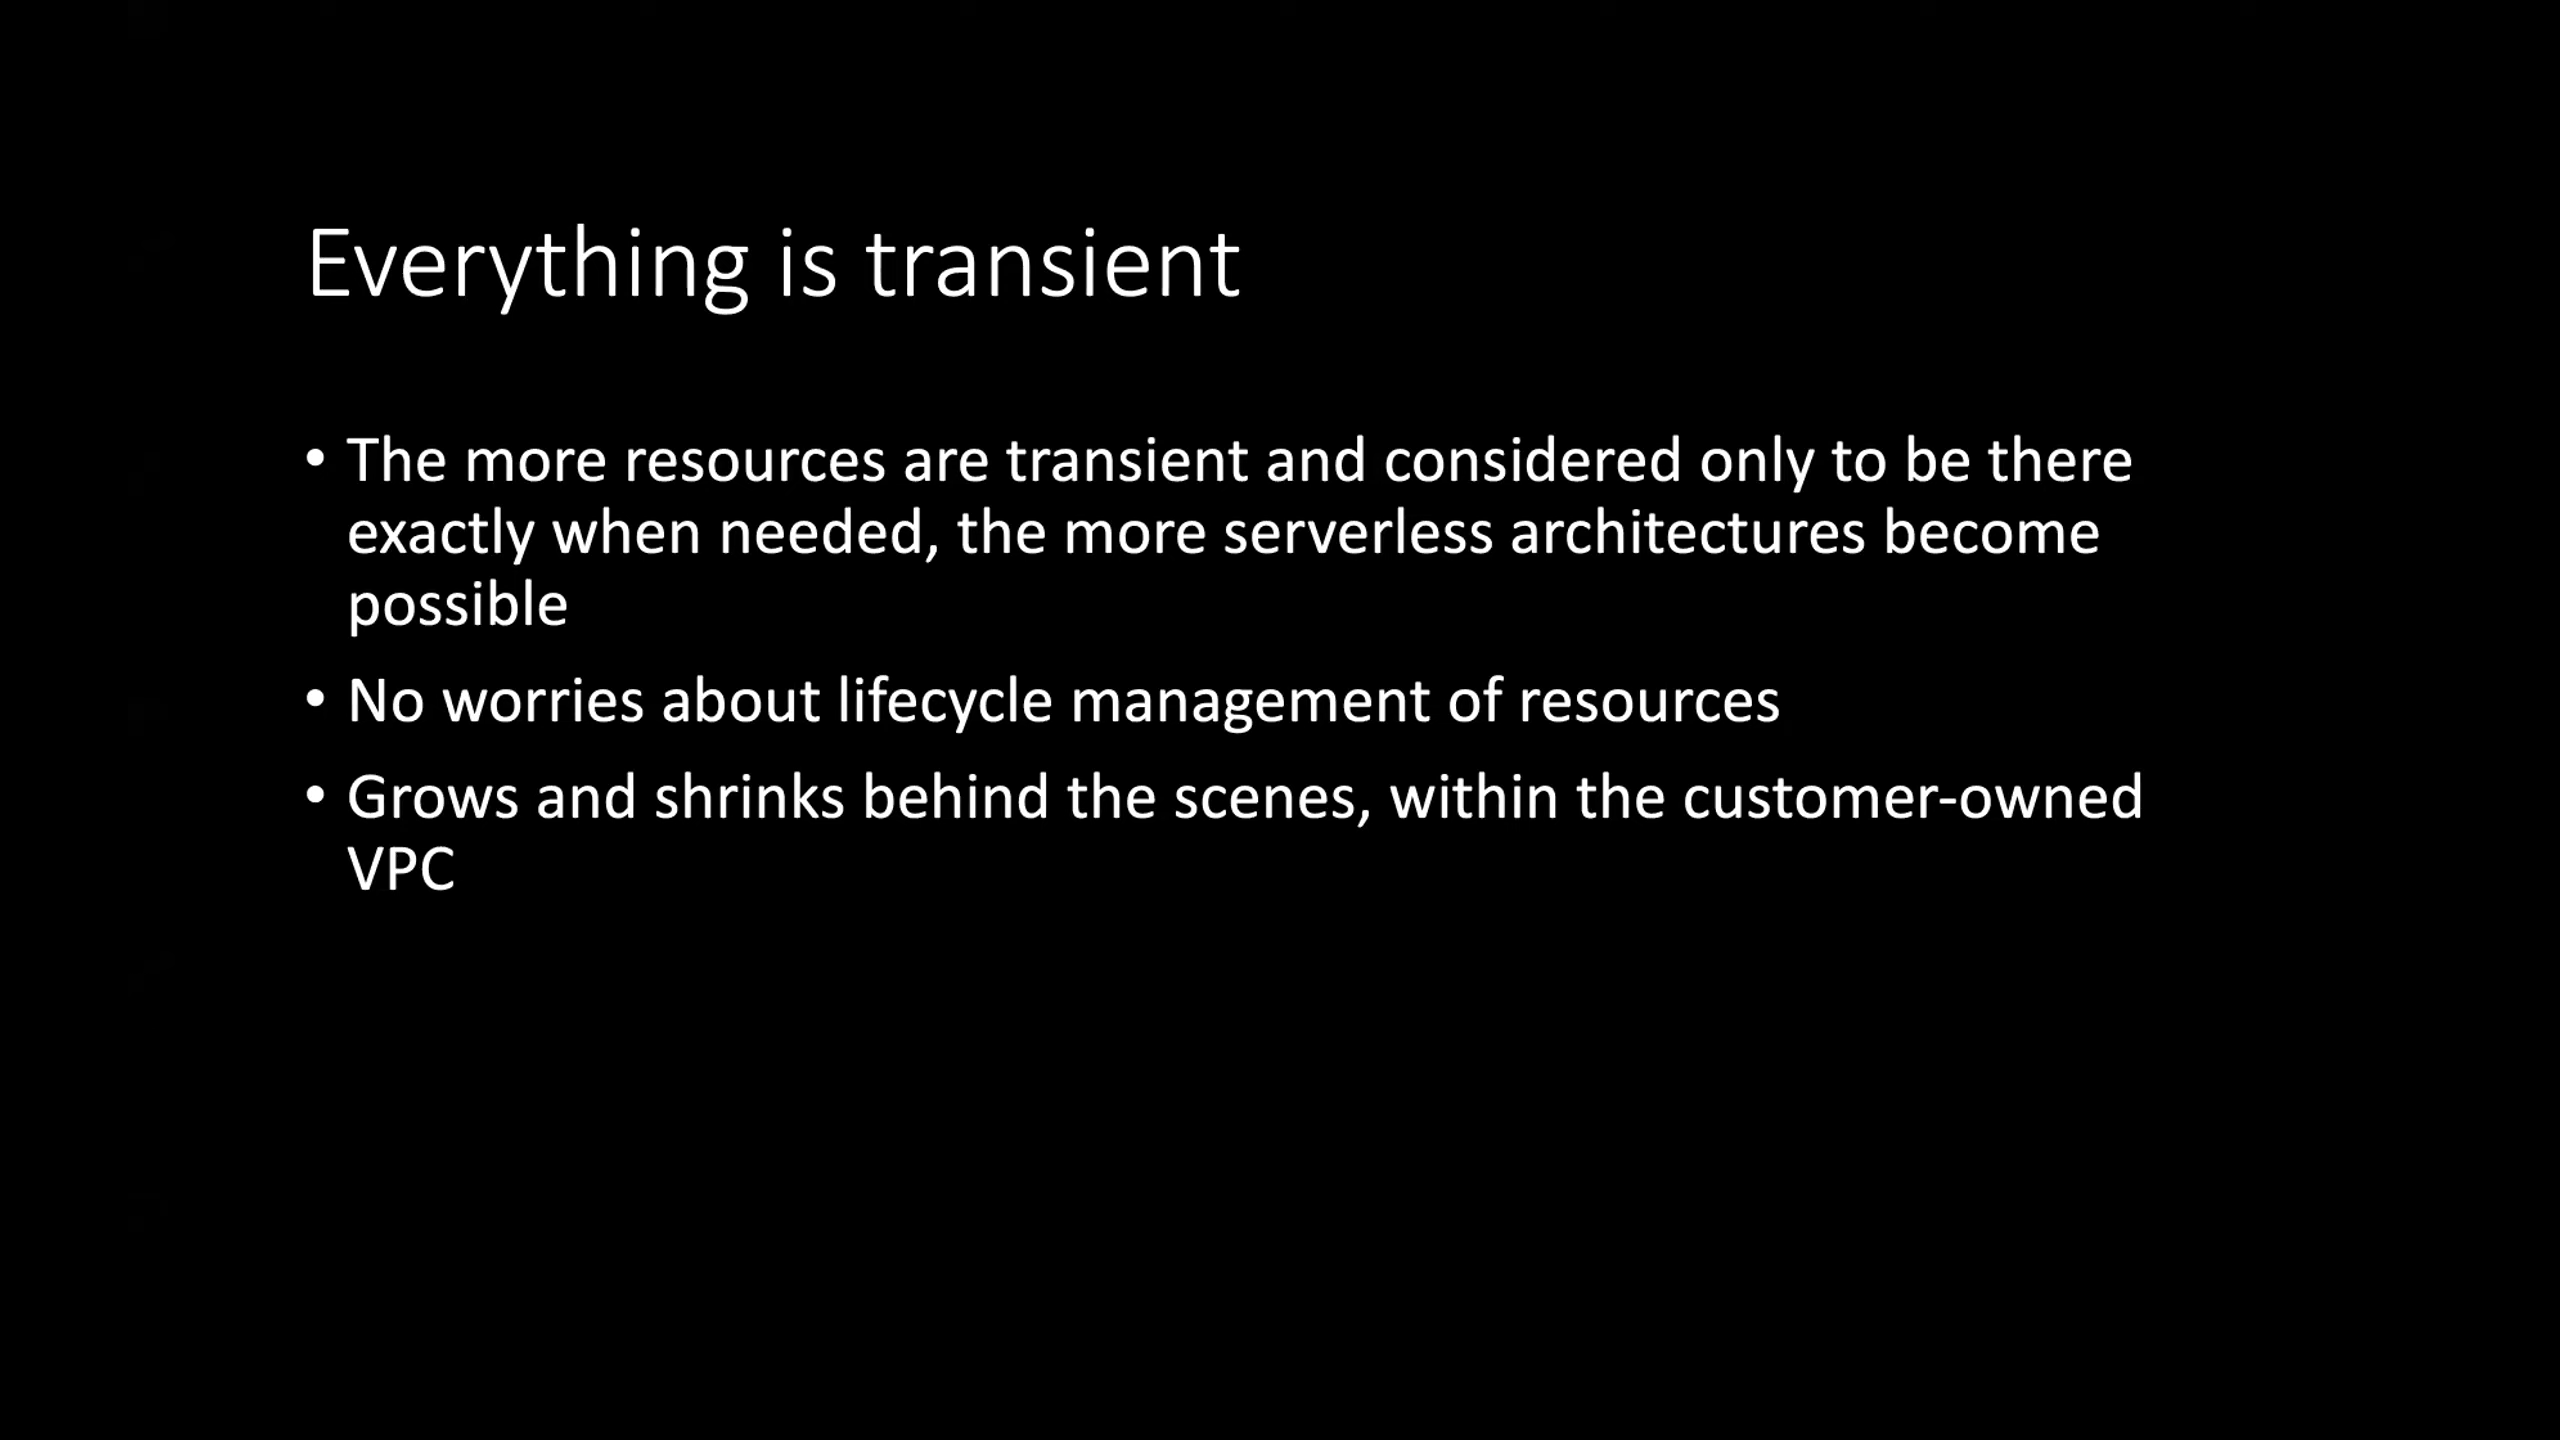 Everything is transient
• The more resources are transient and considered only to be there
exactly when needed, the more serverless architectures become
possible
• No worries about lifecycle management of resources
• Grows and shrinks behind the scenes, within the customer-owned
VPC